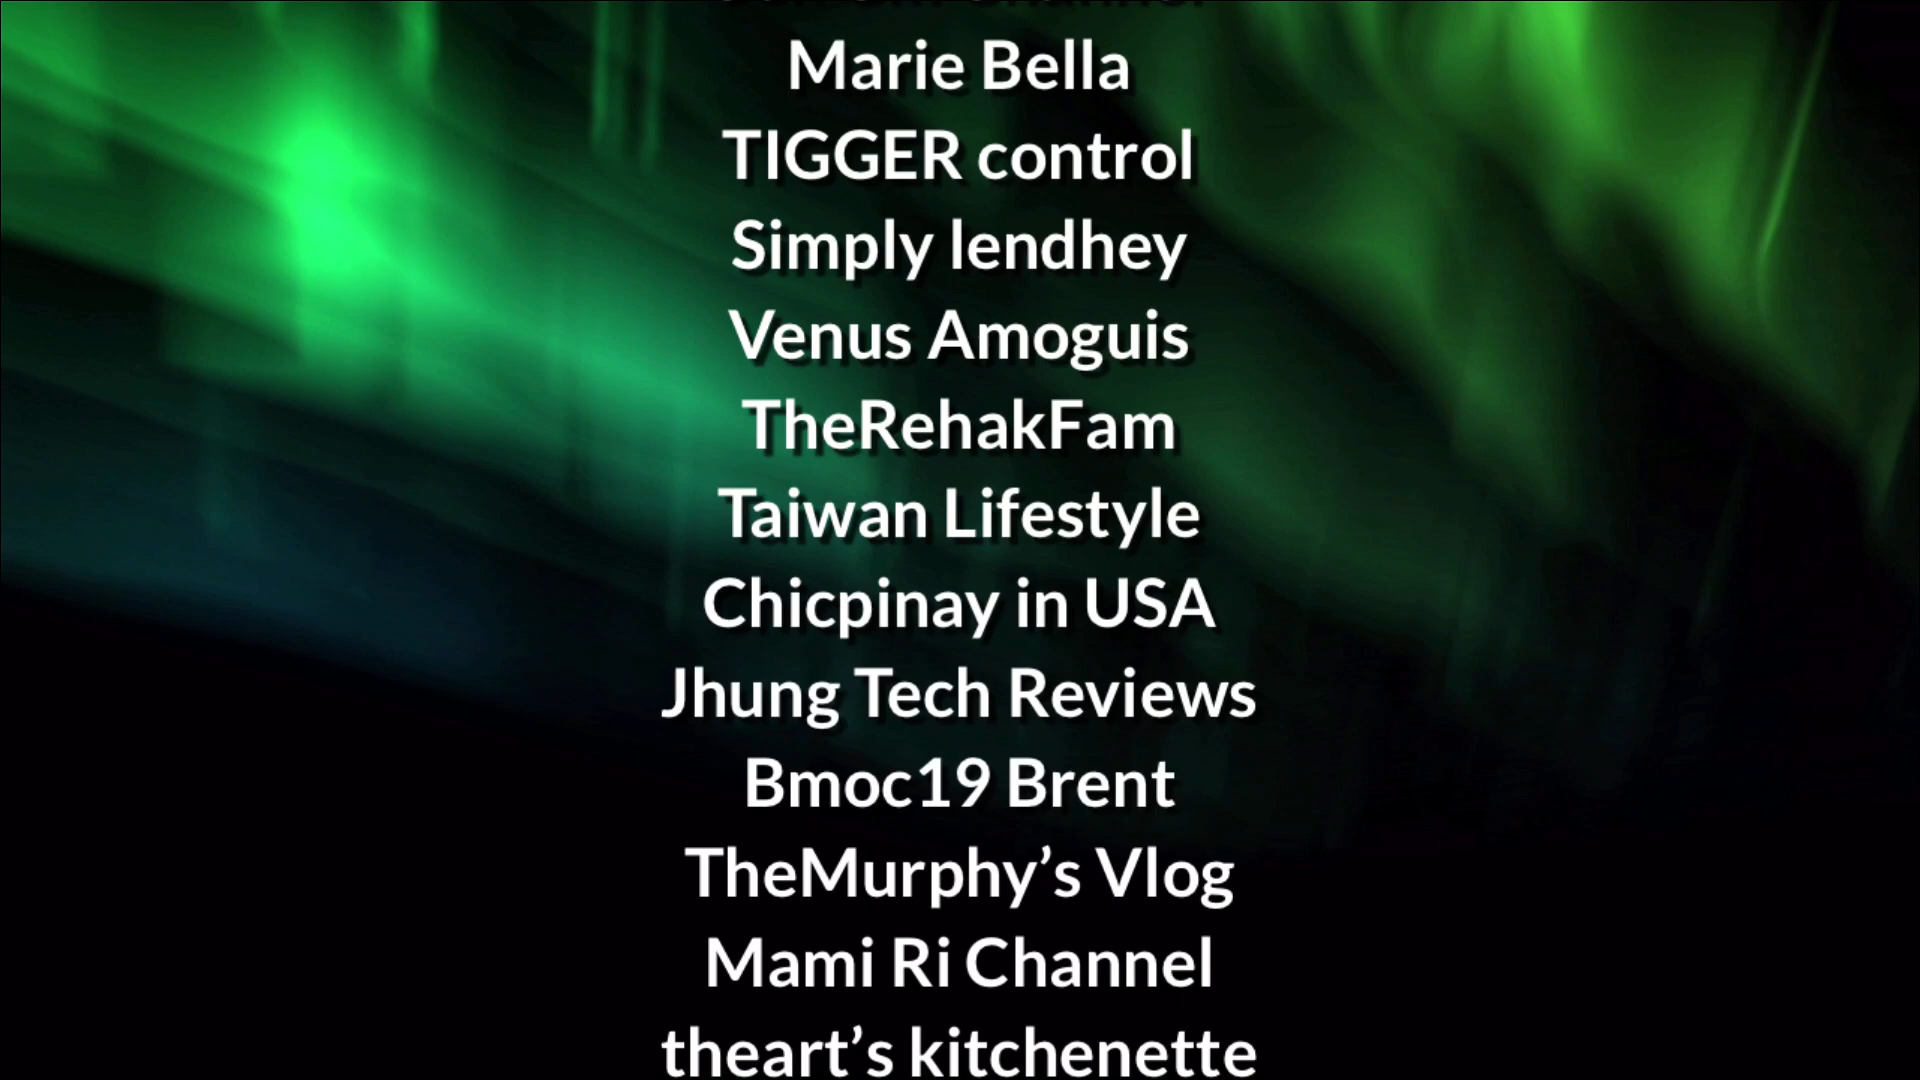 Marie Bella
TIGGER control
Simply lendhey
Venus Amoguis
TheRehakFam
Taiwan Lifestyle
Chicpinay in USA
Jhung Tech Reviews
Bmoc19 Brent
TheMurphy’s Vlog
Mami Ri Channel
theart’s kitchenette